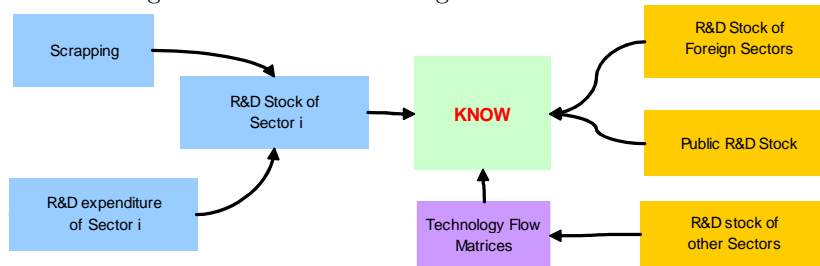 Scrapping
R&D Stock of
Sector i
R&D expenditure
of Sector i
KNOW
Technology Flow
Matrices
R&D Stock of
Foreign Sectors
Public R&D Stock
R&D stock of
other Sectors